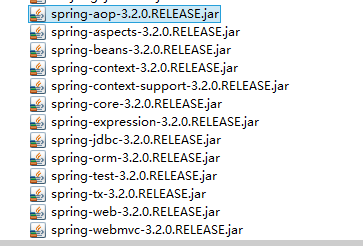 spring-aop-3.2.0.RELEASE.jar
spring-aspects-3.2.0.RELEASE.jar
spring-beans-3.2.0.RELEASE.jar
spring-context-3.2.0.RELEASE.jar
spring-context-support-3.2.0.RELEASE.jar
spring-core-3.2.0.RELEASE.jar
spring-expression-3.2.0.RELEASE.jar
spring-jdbc-3.2.0.RELEASE.jar
spring-orm-3.2.0.RELEASE.jar
spring-test-3.2.0.RELEASE.jar
spring-tx-3.2.0.RELEASE.jar
spring-web-3.2.0.RELEASE.jar
spring-webmvc-3.2.0.RELEASE.jar